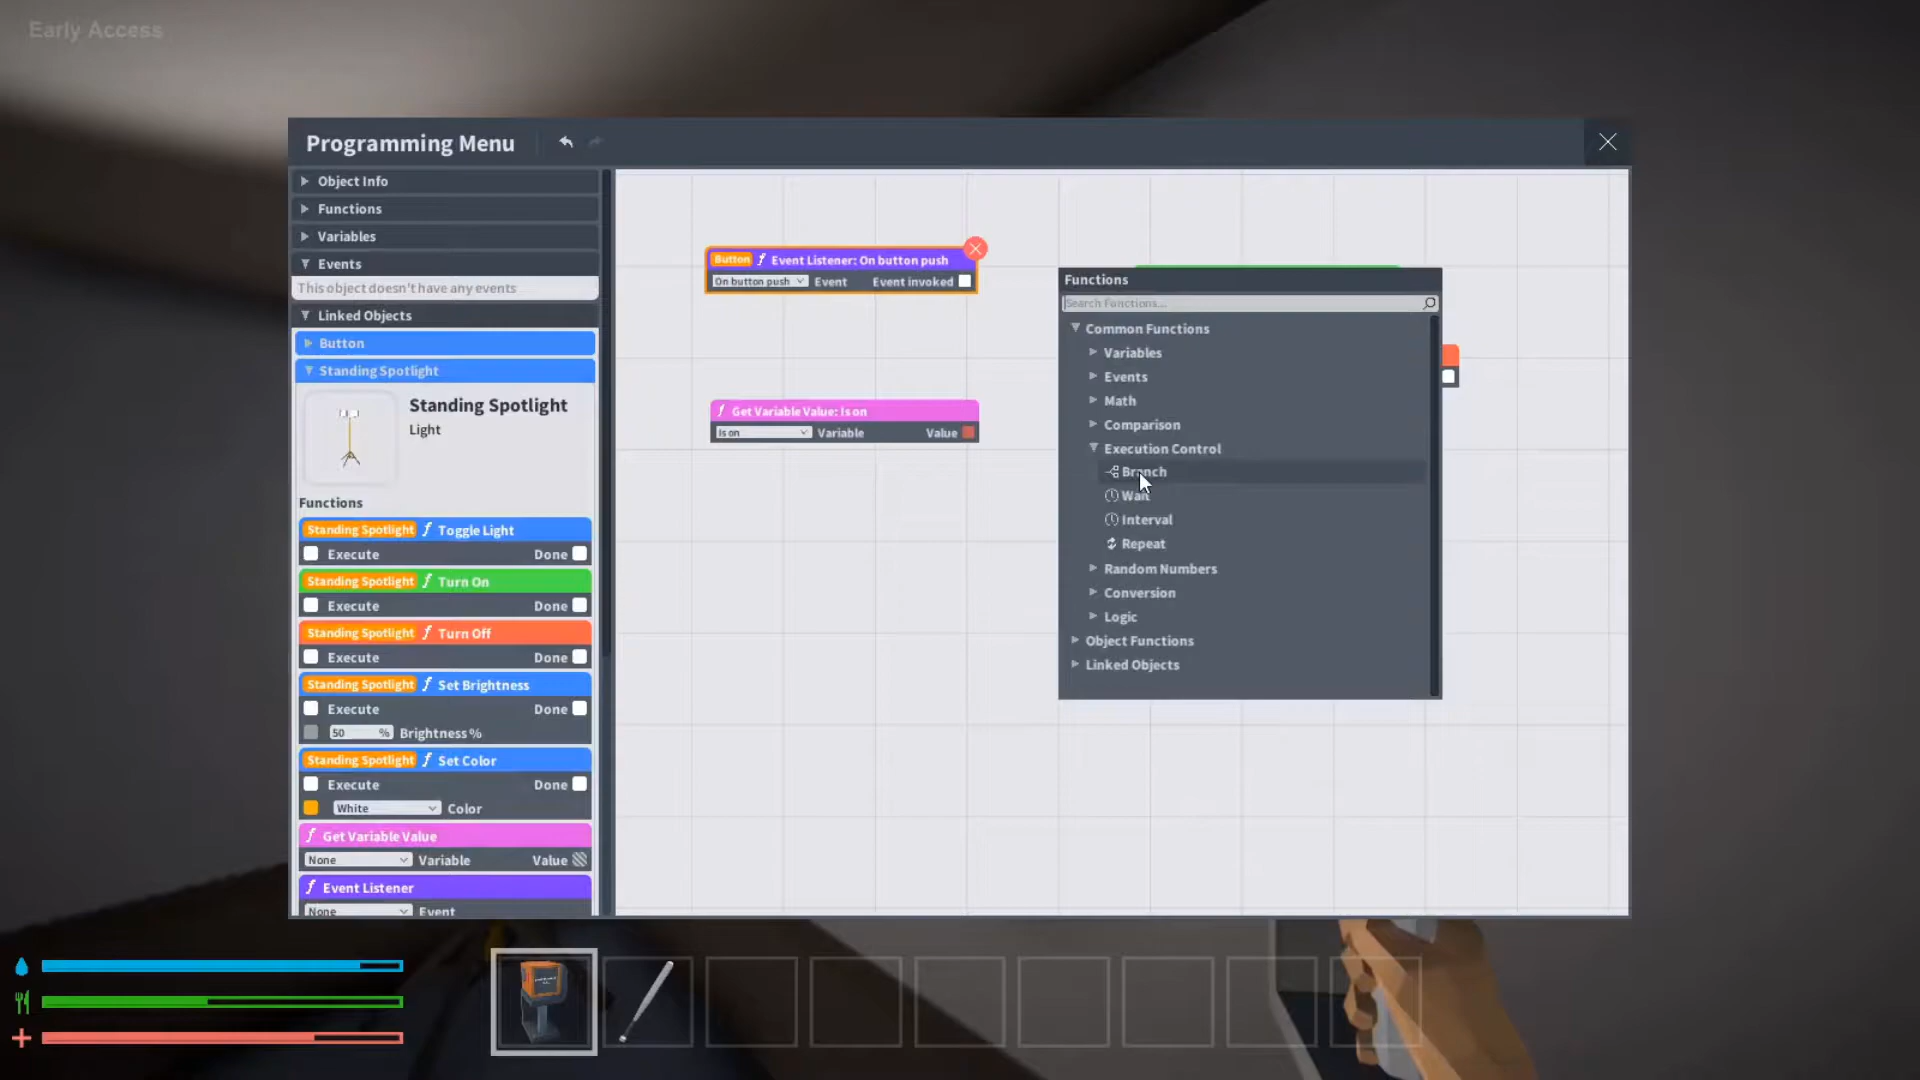 Early Access
Programming Menu
Object Info
Functions
Variables
Events
This object doesn't have any events
Linked Objects
Button
Standing Spotlight
Standing Spotlight
Light
Functions
Standing Spotlight f Toggle Light
Execute Done
Standing Spotlight f Turn On
Execute Done
Standing Spotlight f Turn Off
Execute Done
Standing Spotlight f Set Brightness
Execute Done
50 % Brightness %
Standing Spotlight f Set Color
Execute Done
White Color
f Get Variable Value
None Variable Value
f Event Listener
None Event
Button f Event Listener: On button push
On button push Event Event invoked
f Get Variable Value: Is on
Is on Variable Value
Functions
Search Functions...
Common Functions
Variables
Events
Math
Comparison
Execution Control
Branch
Wait
Interval
Repeat
Random Numbers
Conversion
Logic
Object Functions
Linked Objects